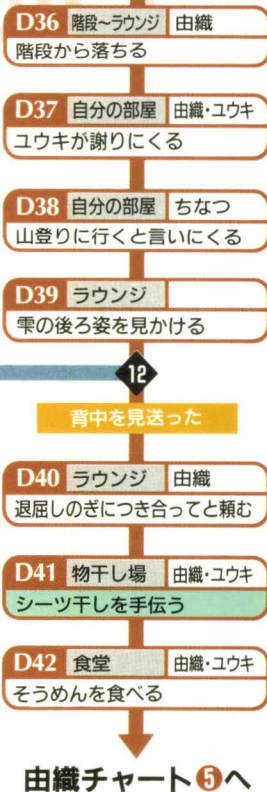 D36 階段〜ラウンジ 由織
階段から落ちる
D37 自分の部屋 由織・ユウキ
ユウキが謝りにくる
D38 自分の部屋 ちなつ
山登りに行くと言いにくる
D39 ラウンジ
雫の後ろ姿を見かける
12
背中を見送った
D40 ラウンジ 由織
退屈しのぎにつき合ってと頼む
D41 物干し場 由織・ユウキ
シーツ干しを手伝う
D42 食堂 由織・ユウキ
そうめんを食べる
由織チャート❺へ